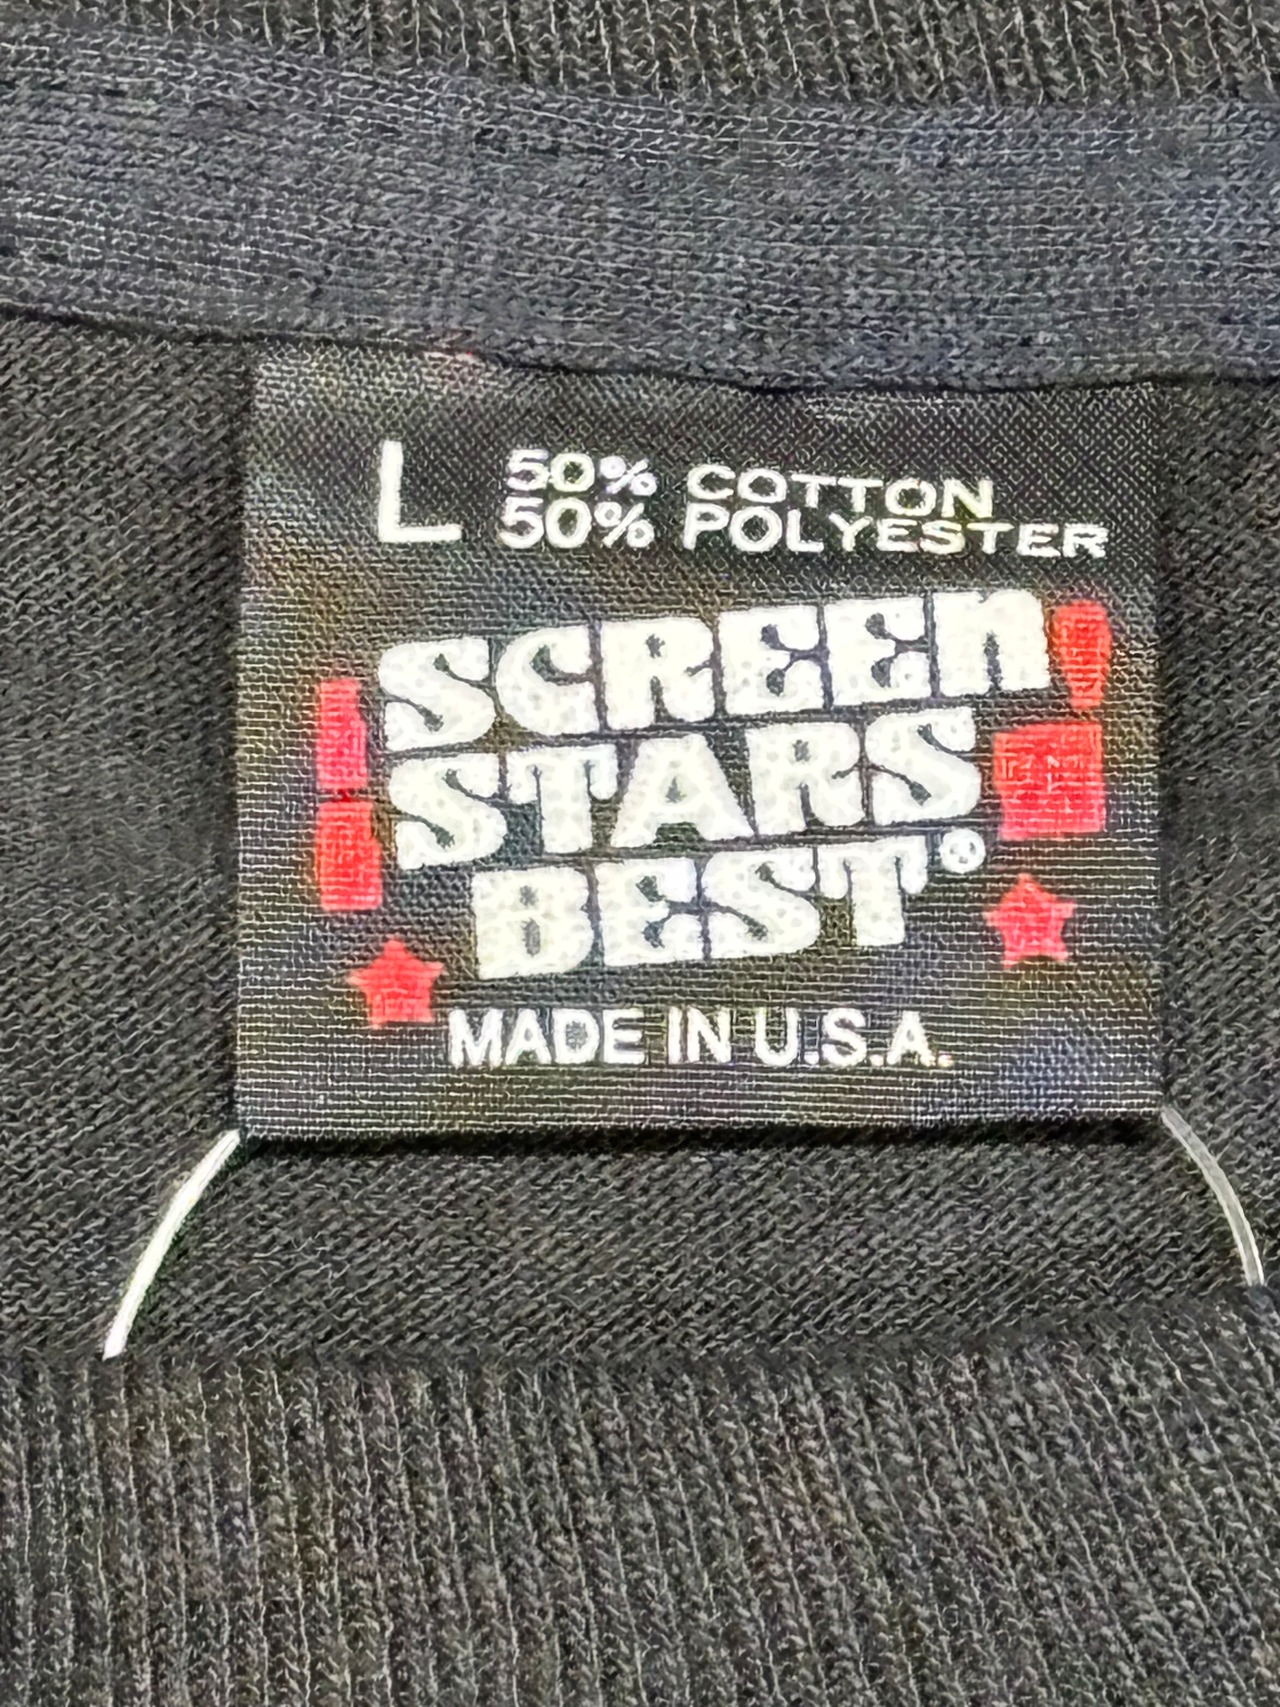 L 50% COTTON
50% POLYESTER
SCREEN
STARS
BEST®
MADE IN U.S.A.